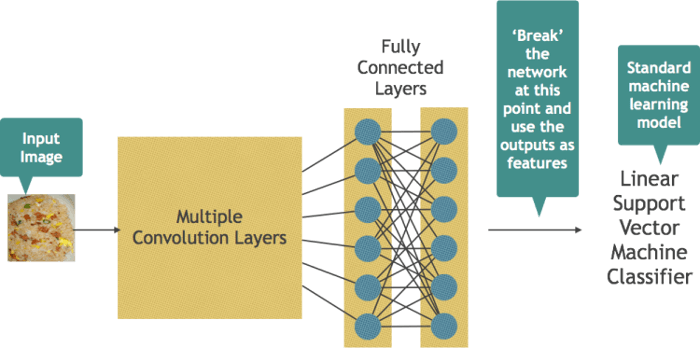 Input
Image
Multiple
Convolution Layers
Fully
Connected
Layers
‘Break’
the
network
at this
point and
use the
outputs as
features
Standard
machine
learning
model
Linear
Support
Vector
Machine
Classifier